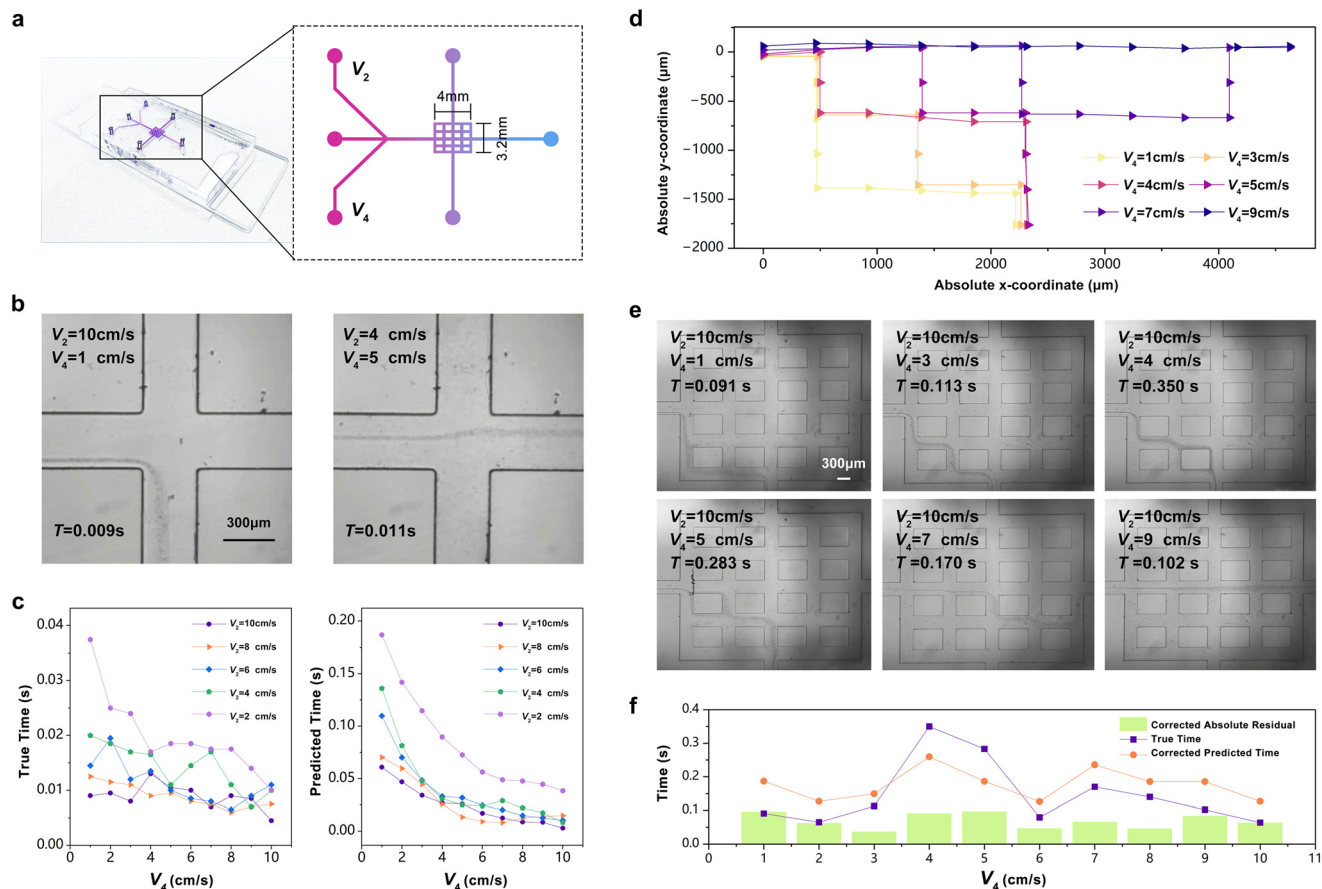 a
V2
V4
4mm
3.2mm
b
V2=10cm/s
V4=1 cm/s
T=0.009s
300μm
V2=4 cm/s
V4=5 cm/s
T=0.011s
c
True Time (s)
0.04
0.03
0.02
0.01
0.00
0 2 4 6 8 10
V4 (cm/s)
V2=10cm/s
V2=8 cm/s
V2=6 cm/s
V2=4 cm/s
V2=2 cm/s
Predicted Time (s)
0.20
0.15
0.10
0.05
0.00
0 2 4 6 8 10
V4 (cm/s)
V2=10cm/s
V2=8 cm/s
V2=6 cm/s
V2=4 cm/s
V2=2 cm/s
d
Absolute y-coordinate (μm)
0
−500
−1000
−1500
−2000
0 1000 2000 3000 4000
Absolute x-coordinate (μm)
V4=1cm/s V4=3cm/s
V4=4cm/s V4=5cm/s
V4=7cm/s V4=9cm/s
e
V2=10cm/s
V4=1 cm/s
T=0.091 s
300μm
V2=10cm/s
V4=3 cm/s
T=0.113 s
V2=10cm/s
V4=4 cm/s
T=0.350 s
V2=10cm/s
V4=5 cm/s
T=0.283 s
V2=10cm/s
V4=7 cm/s
T=0.170 s
V2=10cm/s
V4=9 cm/s
T=0.102 s
f
Time (s)
0.4
0.3
0.2
0.1
0.0
0 1 2 3 4 5 6 7 8 9 10 11
V4 (cm/s)
Corrected Absolute Residual
True Time
Corrected Predicted Time